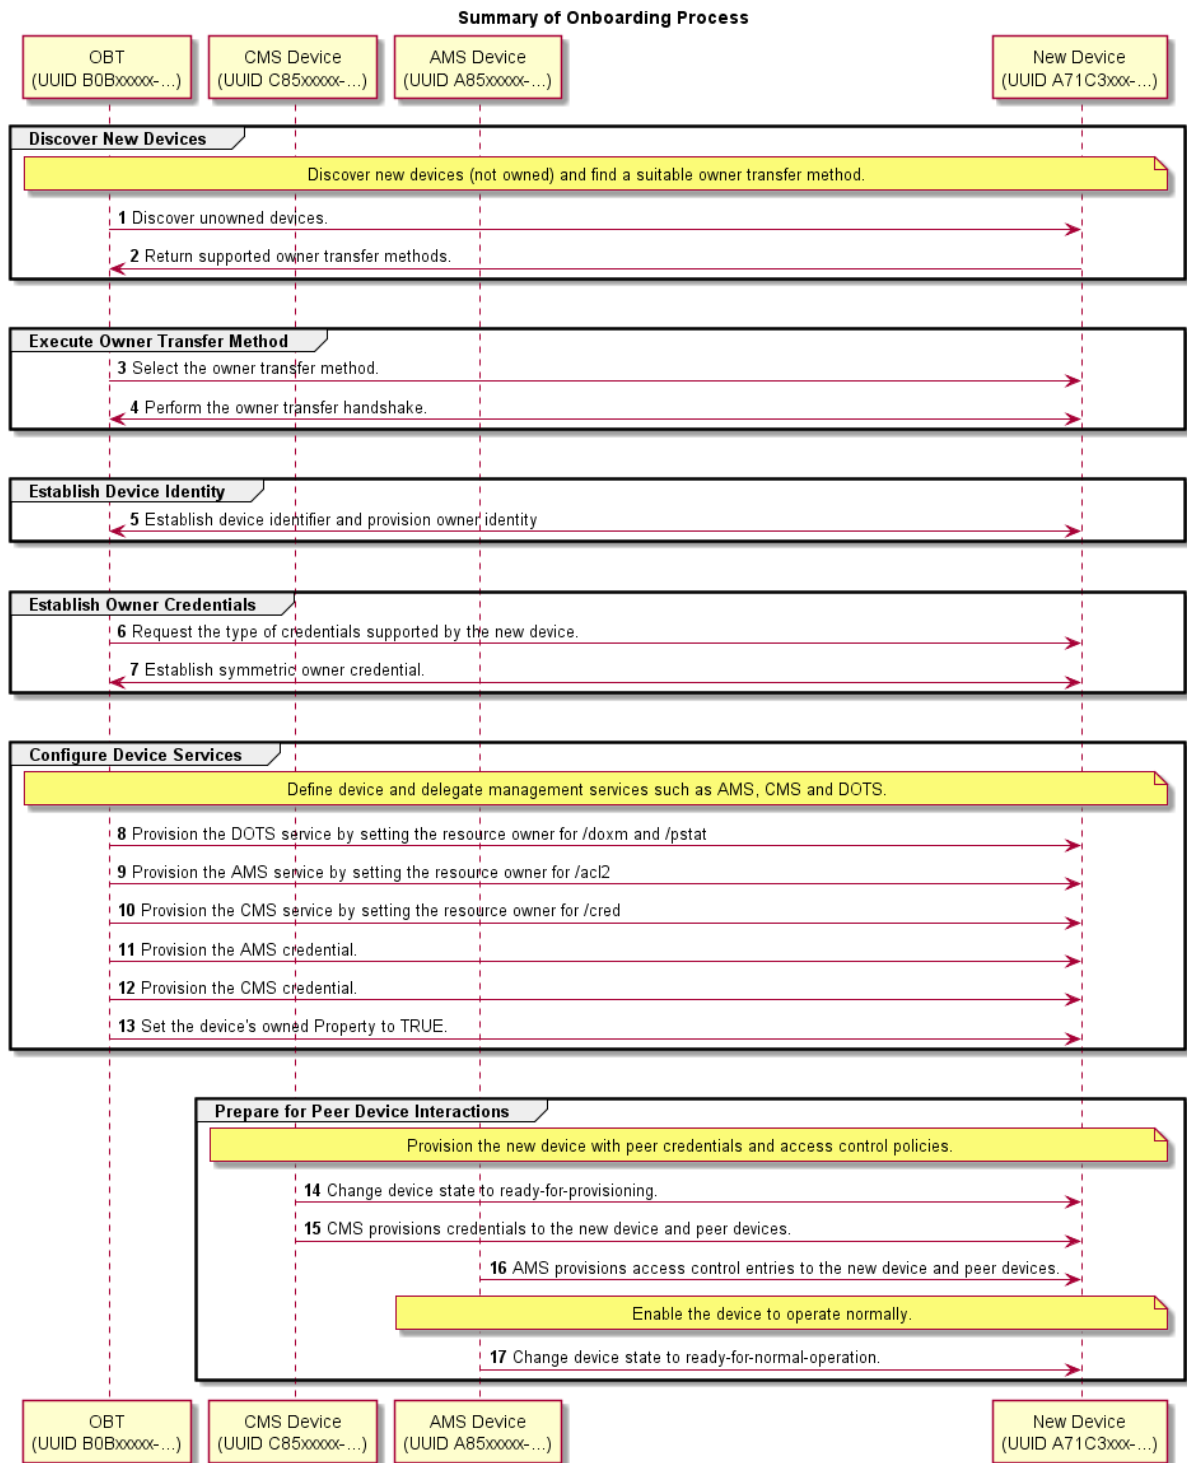 Summary of Onboarding Process
OBT
(UUID B0Bxxxxx-...)
CMS Device
(UUID C85xxxxx-...)
AMS Device
(UUID A85xxxxx-...)
New Device
(UUID A71C3xxx-...)
Discover New Devices
Discover new devices (not owned) and find a suitable owner transfer method.
1 Discover unowned devices.
2 Return supported owner transfer methods.
Execute Owner Transfer Method
3 Select the owner transfer method.
4 Perform the owner transfer handshake.
Establish Device Identity
5 Establish device identifier and provision owner identity
Establish Owner Credentials
6 Request the type of credentials supported by the new device.
7 Establish symmetric owner credential.
Configure Device Services
Define device and delegate management services such as AMS, CMS and DOTS.
8 Provision the DOTS service by setting the resource owner for /doxm and /pstat
9 Provision the AMS service by setting the resource owner for /acl2
10 Provision the CMS service by setting the resource owner for /cred
11 Provision the AMS credential.
12 Provision the CMS credential.
13 Set the device's owned Property to TRUE.
Prepare for Peer Device Interactions
Provision the new device with peer credentials and access control policies.
14 Change device state to ready-for-provisioning.
15 CMS provisions credentials to the new device and peer devices.
16 AMS provisions access control entries to the new device and peer devices.
Enable the device to operate normally.
17 Change device state to ready-for-normal-operation.
OBT
(UUID B0Bxxxxx-...)
CMS Device
(UUID C85xxxxx-...)
AMS Device
(UUID A85xxxxx-...)
New Device
(UUID A71C3xxx-...)